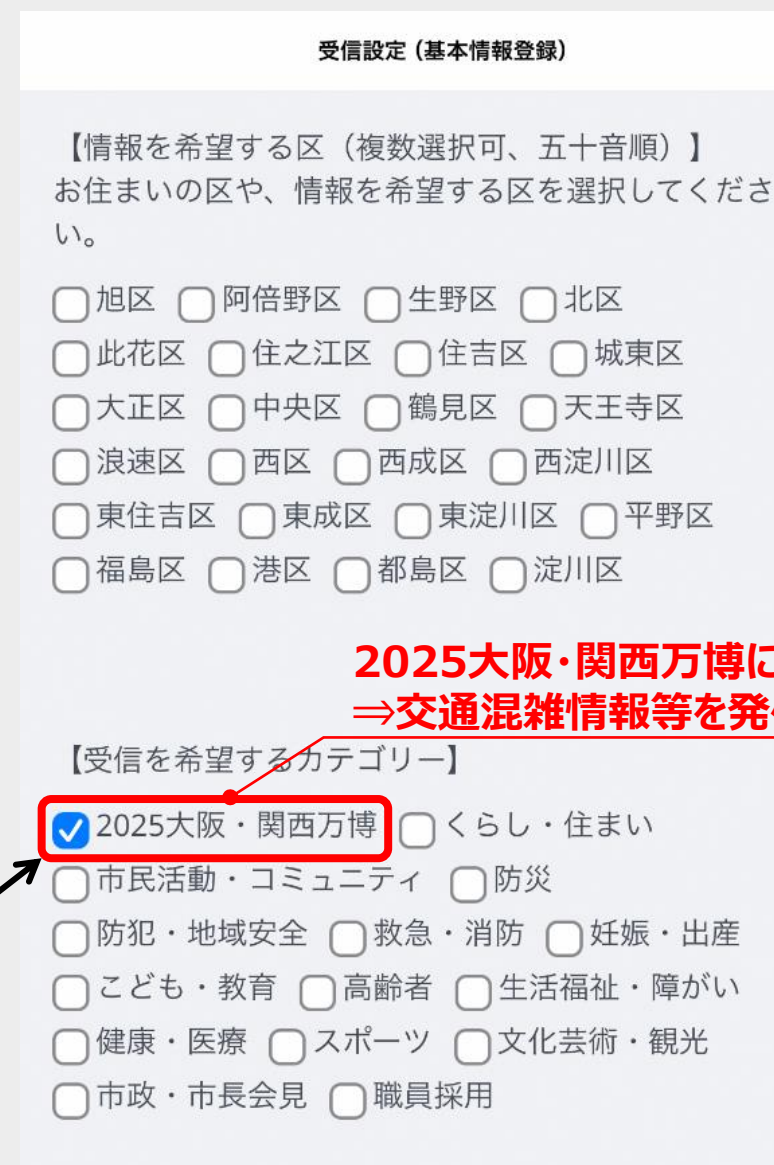 受信設定（基本情報登録）
【情報を希望する区（複数選択可、五十音順）】
お住まいの区や、情報を希望する区を選択してくださ
い。
旭区 阿倍野区 生野区 北区
此花区 住之江区 住吉区 城東区
大正区 中央区 鶴見区 天王寺区
浪速区 西区 西成区 西淀川区
東住吉区 東成区 東淀川区 平野区
福島区 港区 都島区 淀川区
2025大阪・関西万博に
⇒交通混雑情報等を発
【受信を希望するカテゴリー】
2025大阪・関西万博 くらし・住まい
市民活動・コミュニティ 防災
防犯・地域安全 救急・消防 妊娠・出産
こども・教育 高齢者 生活福祉・障がい
健康・医療 スポーツ 文化芸術・観光
市政・市長会見 職員採用